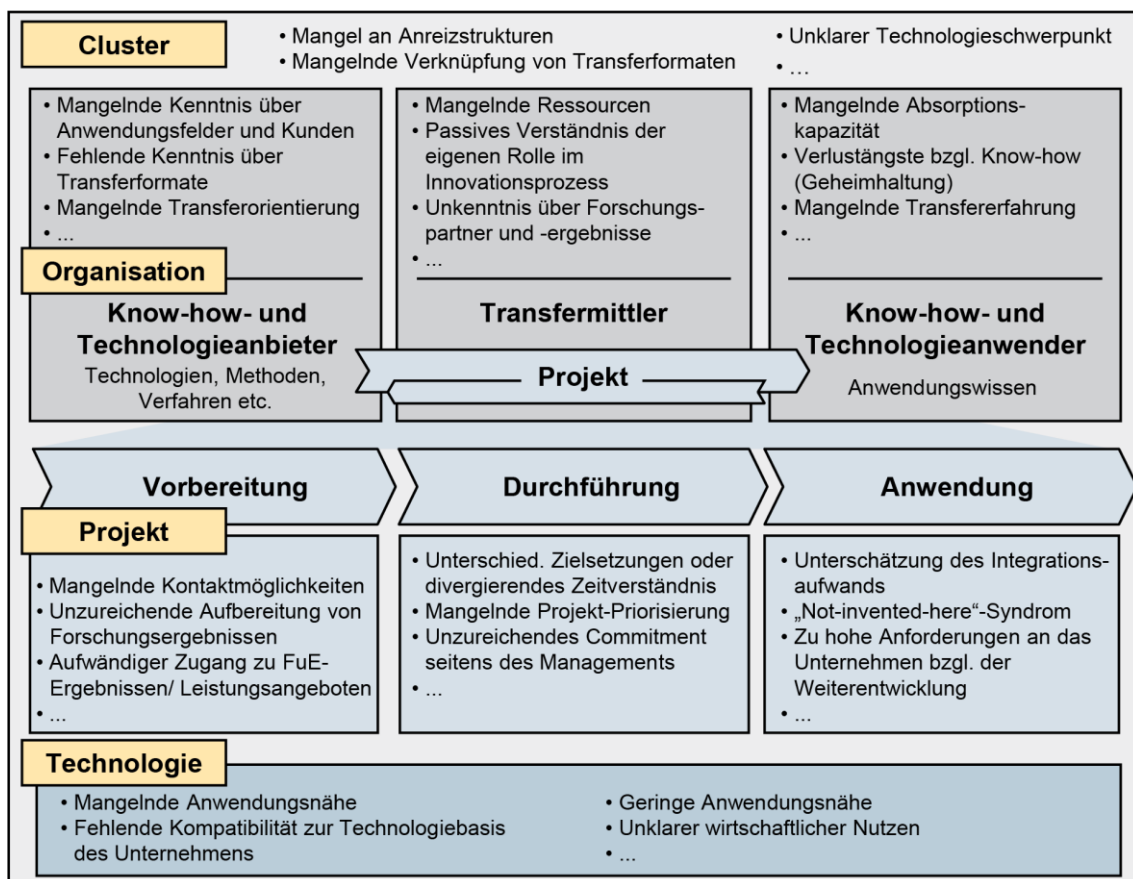 Cluster
• Mangel an Anreizstrukturen
• Mangelnde Verknüpfung von Transferformaten
• Unklarer Technologieschwerpunkt
• ...
• Mangelnde Kenntnis über
Anwendungsfelder und Kunden
• Fehlende Kenntnis über
Transferformate
• Mangelnde Transferorientierung
• ...
• Mangelnde Ressourcen
• Passives Verständnis der
eigenen Rolle im
Innovationsprozess
• Unkenntnis über Forschungs-
partner und -ergebnisse
• ...
• Mangelnde Absorptions-
kapazität
• Verlustängste bzgl. Know-how
(Geheimhaltung)
• Mangelnde Transfererfahrung
• ...
Organisation
Know-how- und
Technologieanbieter
Technologien, Methoden,
Verfahren etc.
Transfermittler
Know-how- und
Technologieanwender
Anwendungswissen
Projekt
Vorbereitung
Durchführung
Anwendung
Projekt
• Mangelnde Kontaktmöglichkeiten
• Unzureichende Aufbereitung von
Forschungsergebnissen
• Aufwändiger Zugang zu FuE-
Ergebnissen/ Leistungsangeboten
• ...
• Unterschied. Zielsetzungen oder
divergierendes Zeitverständnis
• Mangelnde Projekt-Priorisierung
• Unzureichendes Commitment
seitens des Managements
• ...
• Unterschätzung des Integrations-
aufwands
• „Not-invented-here“-Syndrom
• Zu hohe Anforderungen an das
Unternehmen bzgl. der
Weiterentwicklung
• ...
Technologie
• Mangelnde Anwendungsnähe
• Fehlende Kompatibilität zur Technologiebasis
des Unternehmens
• Geringe Anwendungsnähe
• Unklarer wirtschaftlicher Nutzen
• ...